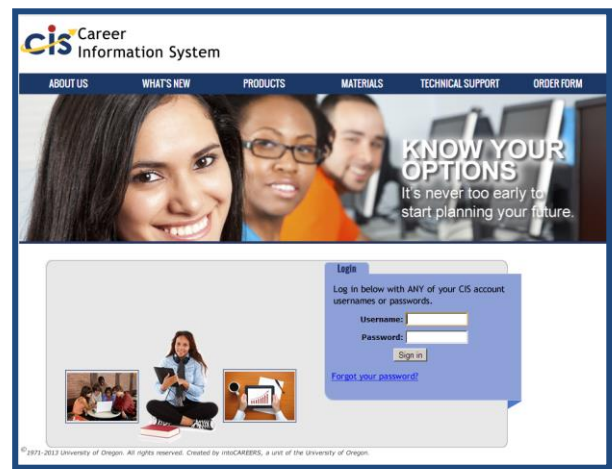 cis Career
Information System
ABOUT US WHAT'S NEW PRODUCTS MATERIALS TECHNICAL SUPPORT ORDER FORM
KNOW YOUR
OPTIONS
It's never too early to
start planning your future.
Login
Log in below with ANY of your CIS account
usernames or passwords.
Username:
Password:
Sign in
Forgot your password?
© 1971-2013 University of Oregon. All rights reserved. Created by intoCAREERS, a unit of the University of Oregon.